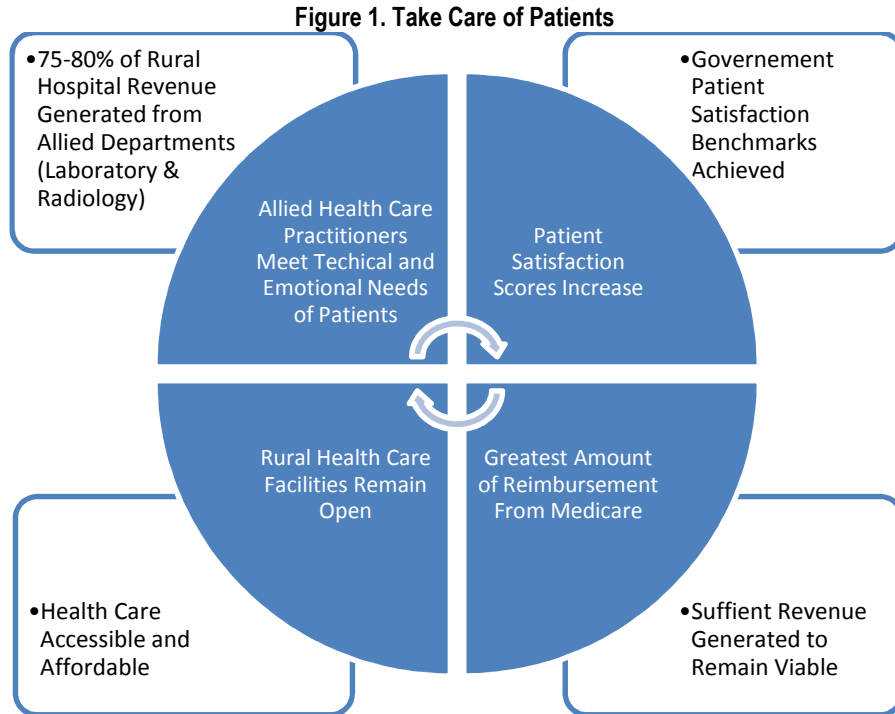 Figure 1. Take Care of Patients
•75-80% of Rural
Hospital Revenue
Generated from
Allied Departments
(Laboratory &
Radiology)
•Governement
Patient
Satisfaction
Benchmarks
Achieved
Allied Health Care
Practitioners
Meet Techical and
Emotional Needs
of Patients
Patient
Satisfaction
Scores Increase
Rural Health Care
Facilities Remain
Open
Greatest Amount
of Reimbursement
From Medicare
•Health Care
Accessible and
Affordable
•Suffient Revenue
Generated to
Remain Viable